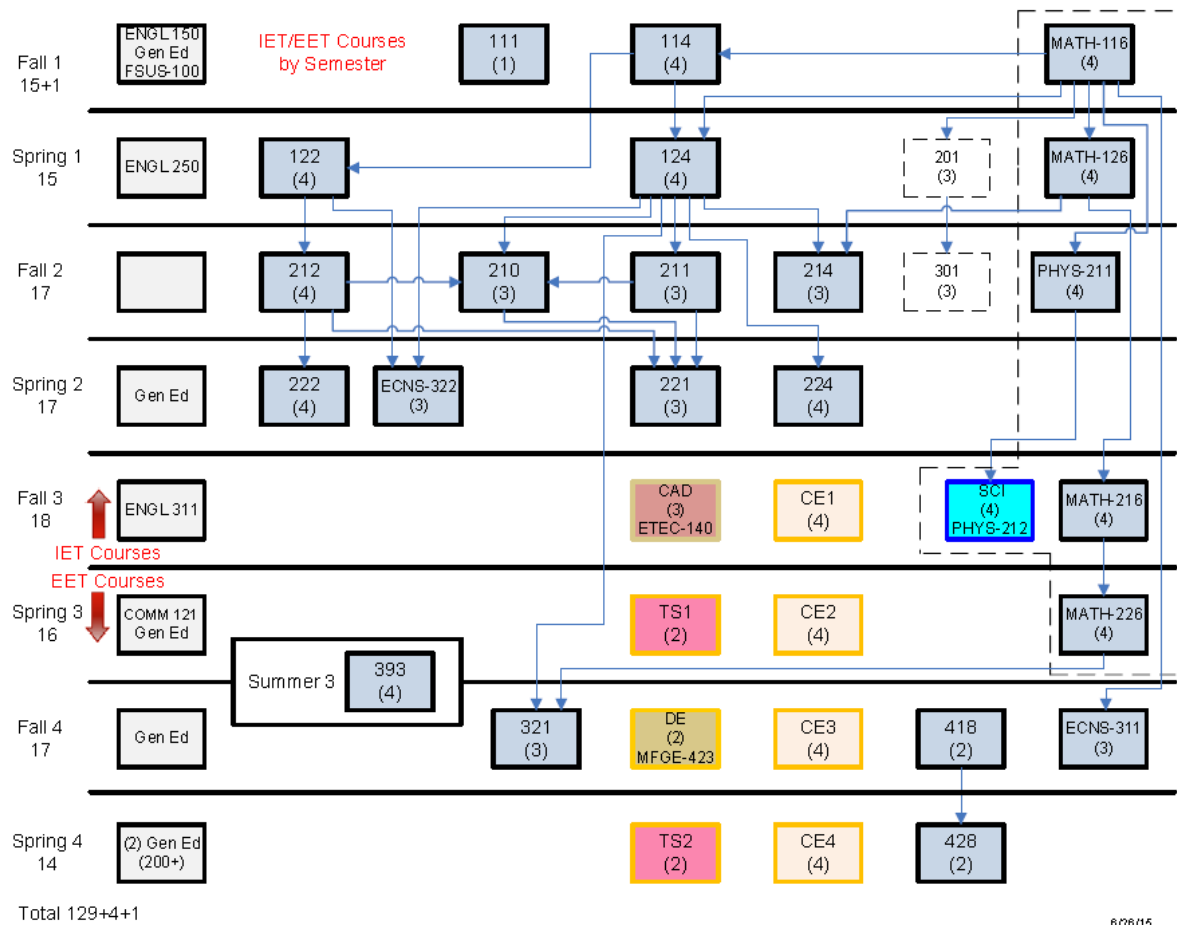 Fall 1
15+1
ENGL 150
Gen Ed
FSUS-100
111
(1)
IET/EET Courses
by Semester
114
(4)
MATH-116
(4)
Spring 1
15
ENGL 250
122
(4)
124
(4)
201
(3)
MATH-126
(4)
Fall 2
17
212
(4)
210
(3)
211
(3)
214
(3)
301
(3)
PHYS-211
(4)
Spring 2
17
Gen Ed
222
(4)
ECNS-322
(3)
221
(3)
224
(4)
Fall 3
18
ENGL 311
CAD
(3)
ETEC-140
CE1
(4)
SCI
(4)
PHYS-212
MATH-216
(4)
IET Courses
EET Courses
Spring 3
16
COMM 121
Gen Ed
TS1
(2)
CE2
(4)
MATH-226
(4)
Summer 3
393
(4)
Fall 4
17
Gen Ed
321
(3)
DE
(2)
MFGE-423
CE3
(4)
418
(2)
ECNS-311
(3)
Spring 4
14
(2) Gen Ed
(200+)
TS2
(2)
CE4
(4)
428
(2)
Total 129+4+1
6/26/15